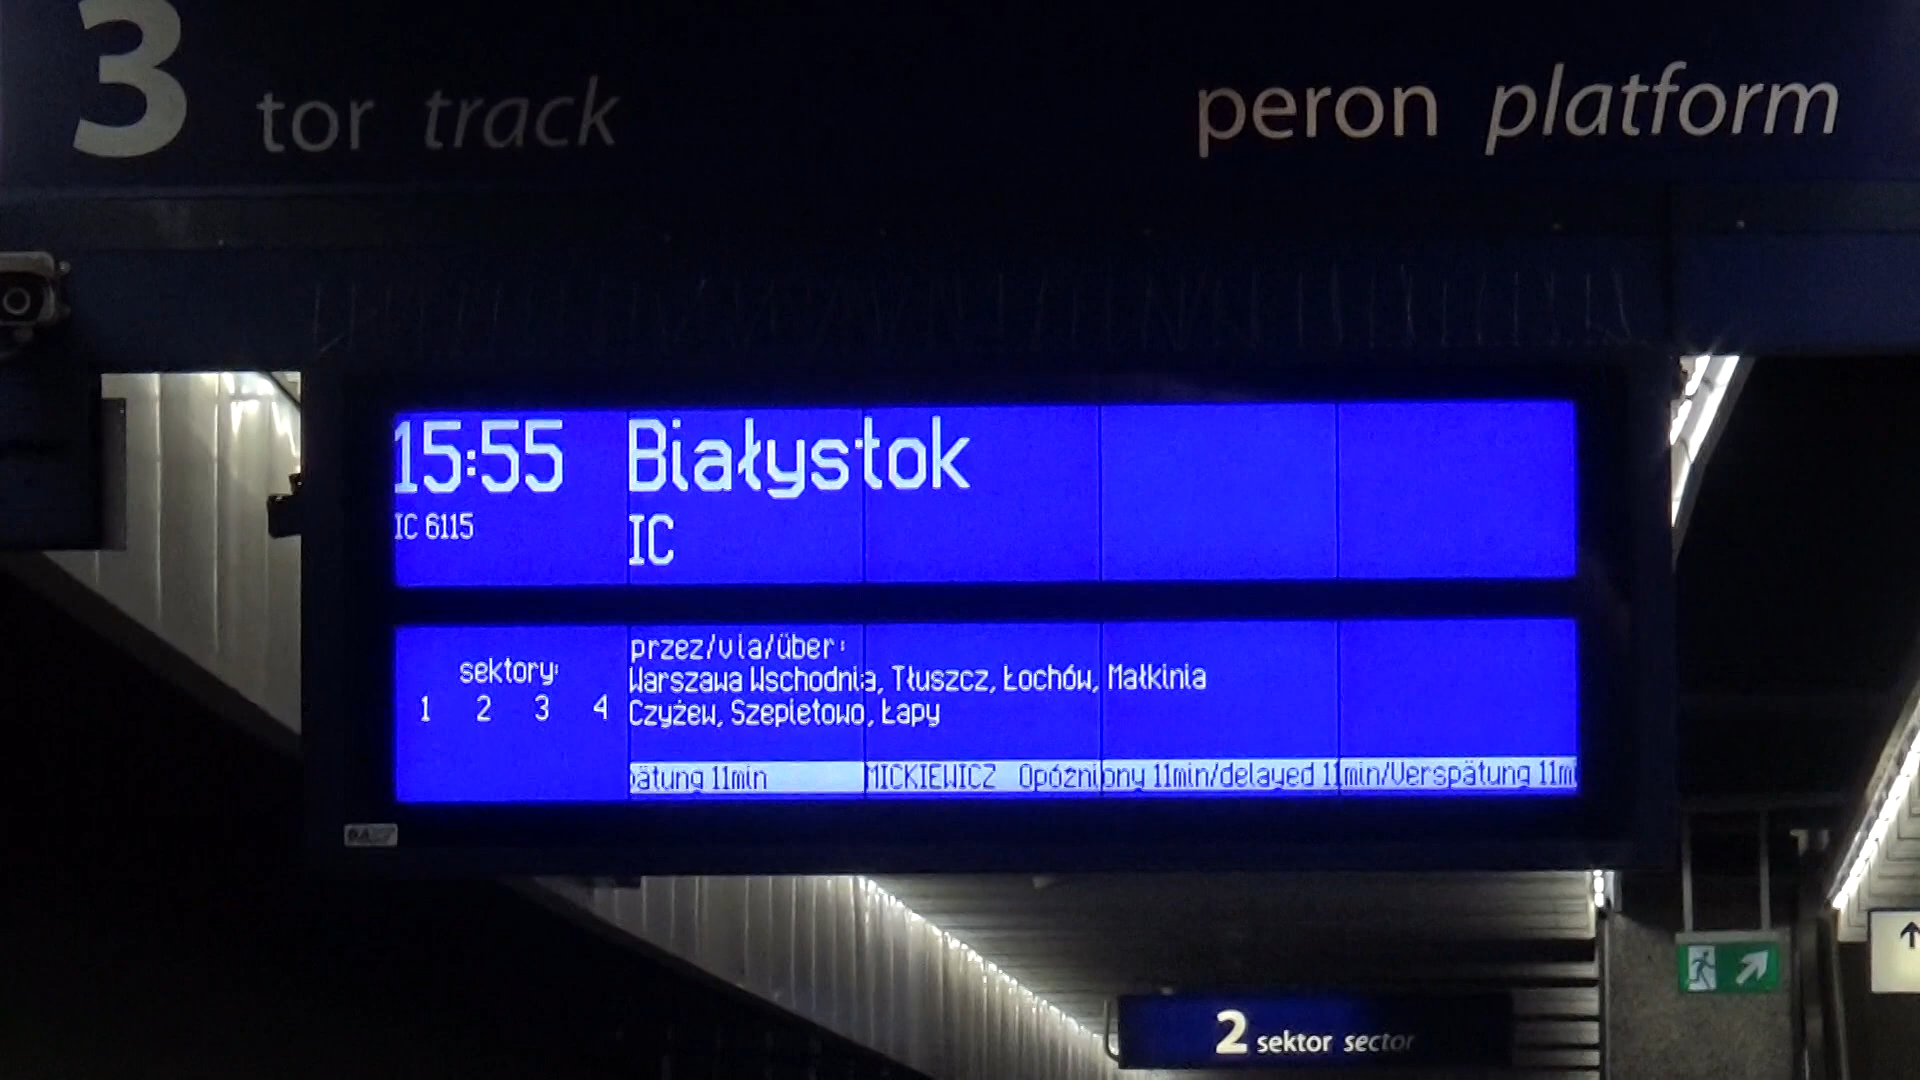 3 tor track peron platform
15:55 Białystok
IC 6115 IC
sektory:
1 2 3 4
przez/via/über:
Warszawa Wschodnia, Tłuszcz, Łochów, Małkinia
Czyżew, Szepietowo, Łapy
ätung 11min MICKIEWICZ Opóźniony 11min/delayed 11min/Verspätung 11m
2 sektor sector